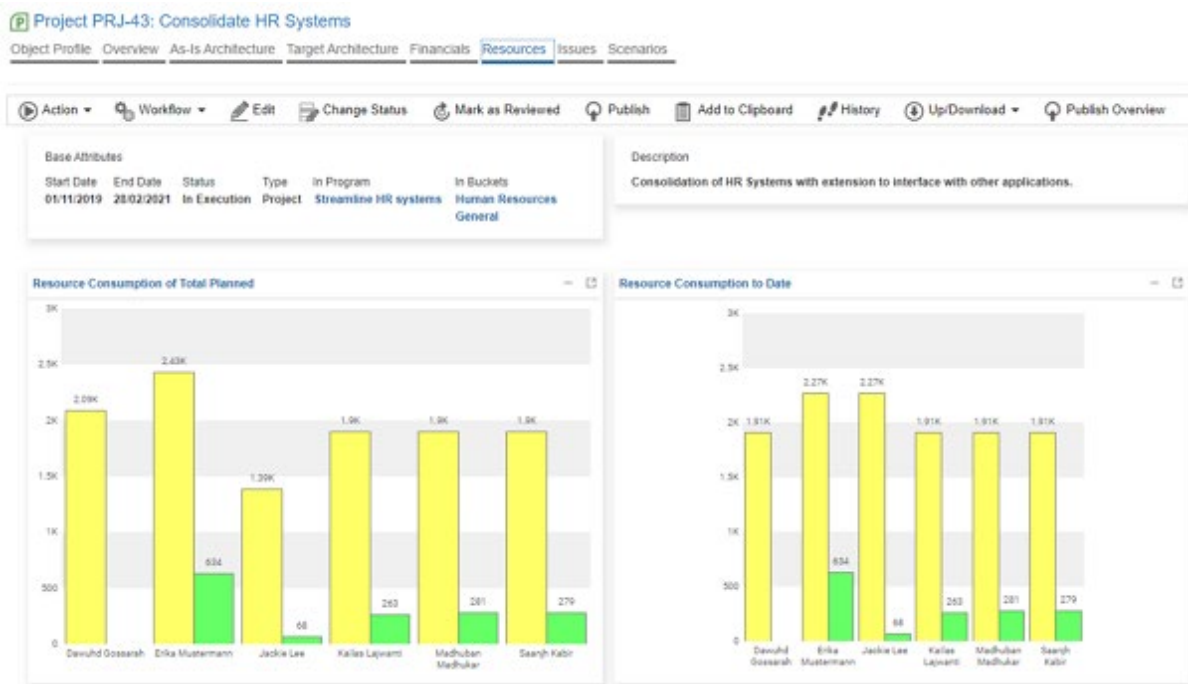 Project PRJ-43: Consolidate HR Systems
Object Profile Overview As-Is Architecture Target Architecture Financials Resources Issues Scenarios
Action Workflow Edit Change Status Mark as Reviewed Publish Add to Clipboard History Up/Download Publish Overview
Base Attributes
Start Date End Date Status Type In Program In Buckets
01/11/2019 28/02/2021 In Execution Project Streamline HR systems Human Resources
General
Description
Consolidation of HR Systems with extension to interface with other applications.
Resource Consumption of Total Planned
3K
2.5K
2K
1.5K
1K
500
0
2.09K
2.43K
634
1.39K
68
1.9K
263
1.9K
281
1.9K
279
Dawuhd Gossarah Erika Mustermann Jackie Lee Kailas Lajwanti Madhuban Saanjh Kabir
Madhukar
Resource Consumption to Date
3K
2.5K
2K
1.5K
1K
500
0
1.91K
2.27K
634
2.27K
68
1.91K
263
1.91K
281
1.91K
279
Dawuhd Erika Jackie Lee Kailas Madhuban Saanjh
Gossarah Mustermann Lajwanti Madhukar Kabir